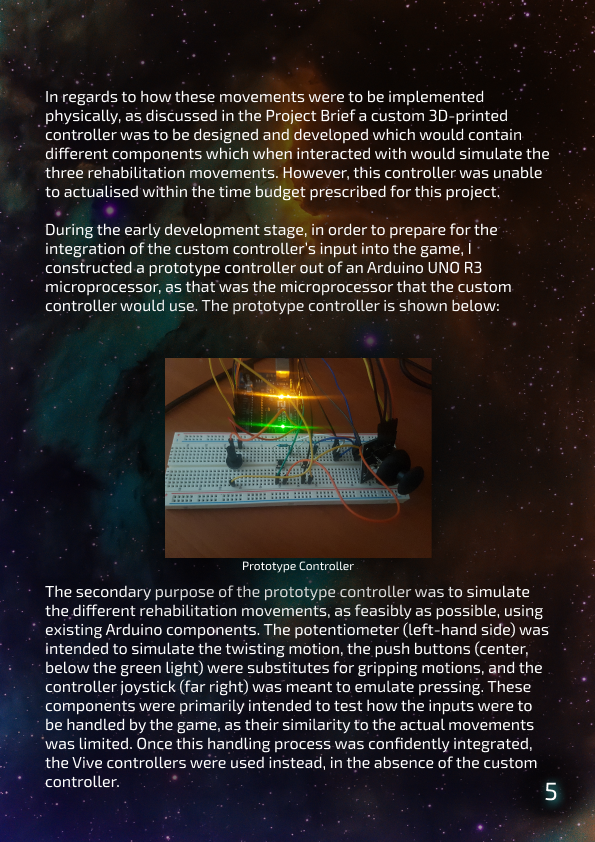 In regards to how these movements were to be implemented
physically, as discussed in the Project Brief a custom 3D-printed
controller was to be designed and developed which would contain
different components which when interacted with would simulate the
three rehabilitation movements. However, this controller was unable
to actualised within the time budget prescribed for this project.
During the early development stage, in order to prepare for the
integration of the custom controller's input into the game, I
constructed a prototype controller out of an Arduino UNO R3
microprocessor, as that was the microprocessor that the custom
controller would use. The prototype controller is shown below:
Prototype Controller
The secondary purpose of the prototype controller was to simulate
the different rehabilitation movements, as feasibly as possible, using
existing Arduino components. The potentiometer (left-hand side) was
intended to simulate the twisting motion, the push buttons (center,
below the green light) were substitutes for gripping motions, and the
controller joystick (far right) was meant to emulate pressing. These
components were primarily intended to test how the inputs were to
be handled by the game, as their similarity to the actual movements
was limited. Once this handling process was confidently integrated,
the Vive controllers were used instead, in the absence of the custom
controller.
5